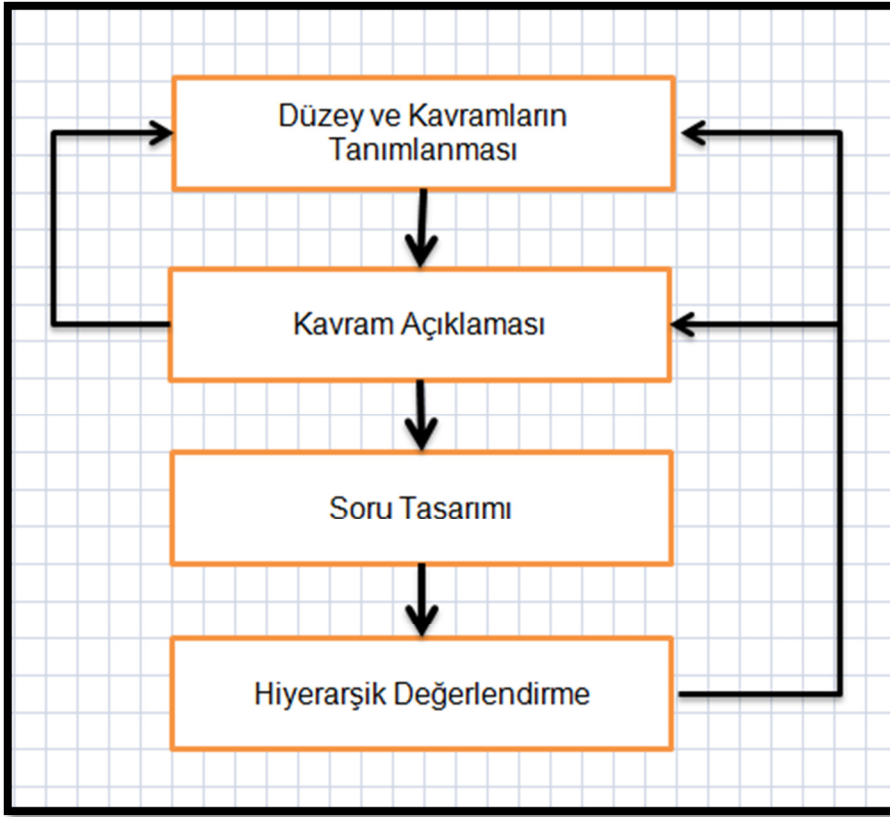 Düzey ve Kavramların
Tanımlanması
Kavram Açıklaması
Soru Tasarımı
Hiyerarşik Değerlendirme